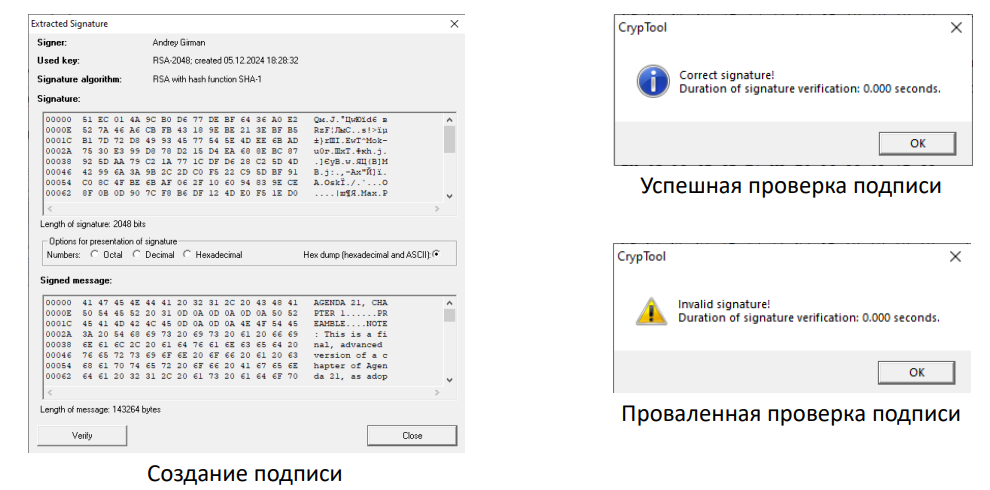 Extracted Signature
Signer: Andrey Girman
Used key: RSA-2048; created 05.12.2024 18:28:32
Signature algorithm: RSA with hash function SHA-1
Signature:
00000 51 EC 01 4A 9C B0 D6 77 DE BF 64 36 A0 E2
0000E 52 7A 46 A6 CB FB 43 18 9E BE 21 3E BF B5
0001C B1 7D 72 D8 49 93 45 77 54 5E 4D EE 6B AD
0002A 75 30 E3 99 D8 78 D2 15 D4 EA 68 8E BC 87
00038 92 5D AA 79 C2 1A 77 1C DF D6 28 C2 5D 4D
00046 42 99 6A 3A 9B 2C 2D C0 F5 22 C9 5D BF 91
00054 C0 8C 4F BE 6B AF 06 2F 10 60 94 83 9E CE
00062 8F 0B 0D 90 7C F8 B6 DF 12 4D E0 F5 1E D0
Length of signature: 2048 bits
Options for presentation of signature
Numbers: Octal Decimal Hexadecimal Hex dump (hexadecimal and ASCII):
Signed message:
00000 41 47 45 4E 44 41 20 32 31 2C 20 43 48 41 AGENDA 21, CHA
0000E 50 54 45 52 20 31 0D 0A 0D 0A 0D 0A 50 52 PTER 1......PR
0001C 45 41 4D 42 4C 45 0D 0A 0D 0A 4E 4F 54 45 EAMBLE....NOTE
0002A 3A 20 54 68 69 73 20 69 73 20 61 20 66 69 : This is a fi
00038 6E 61 6C 2C 20 61 64 76 61 6E 63 65 64 20 nal, advanced
00046 76 65 72 73 69 6F 6E 20 6F 66 20 61 20 63 version of a c
00054 68 61 70 74 65 72 20 6F 66 20 41 67 65 6E hapter of Agen
00062 64 61 20 32 31 2C 20 61 73 20 61 64 6F 70 da 21, as adop
Length of message: 143264 bytes
Verify Close
Создание подписи
CrypTool
Correct signature!
Duration of signature verification: 0.000 seconds.
OK
Успешная проверка подписи
CrypTool
Invalid signature!
Duration of signature verification: 0.000 seconds.
OK
Проваленная проверка подписи